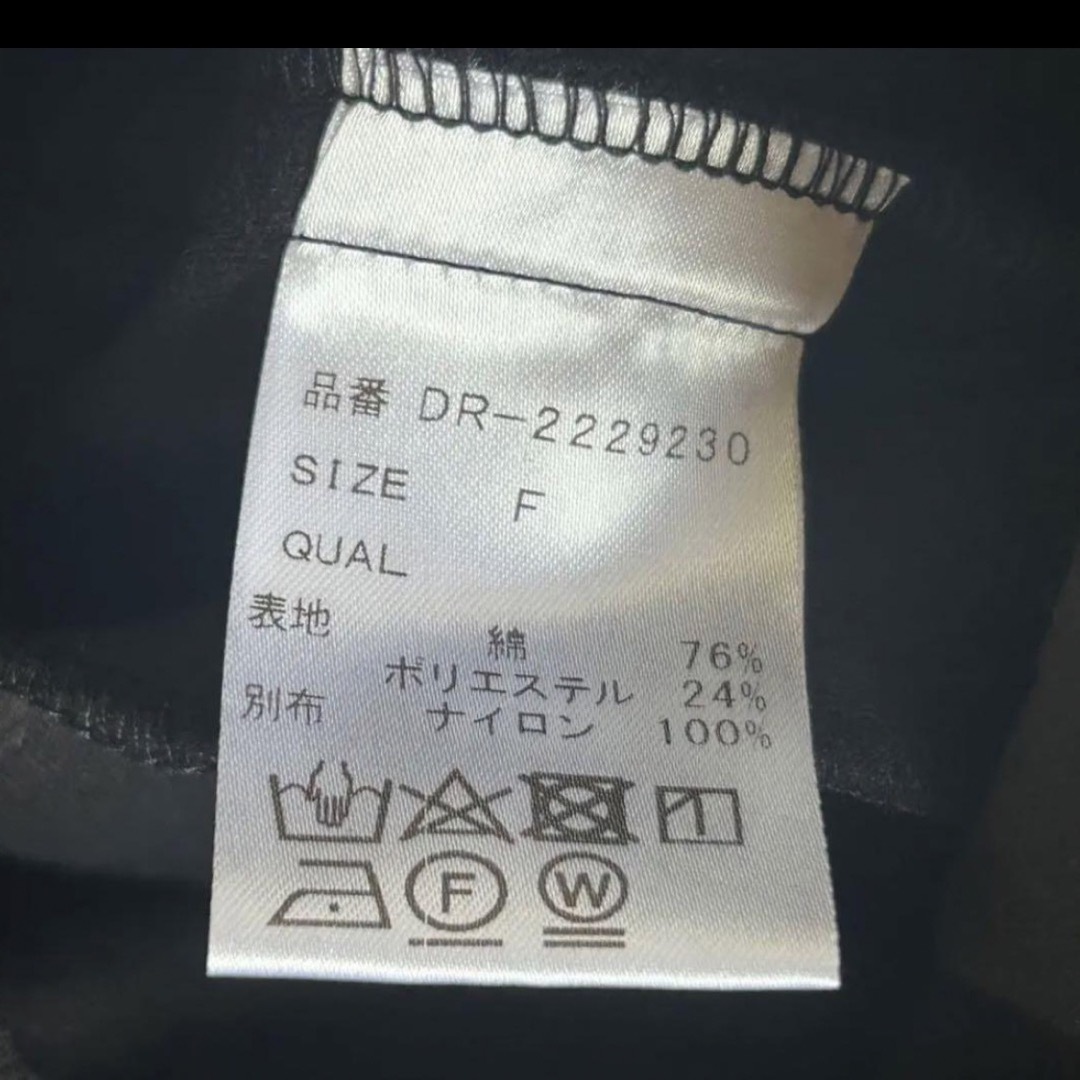 品番 DR-2229230
SIZE F
QUAL
表地
綿 76%
ポリエステル 24%
別布 ナイロン 100%
F W